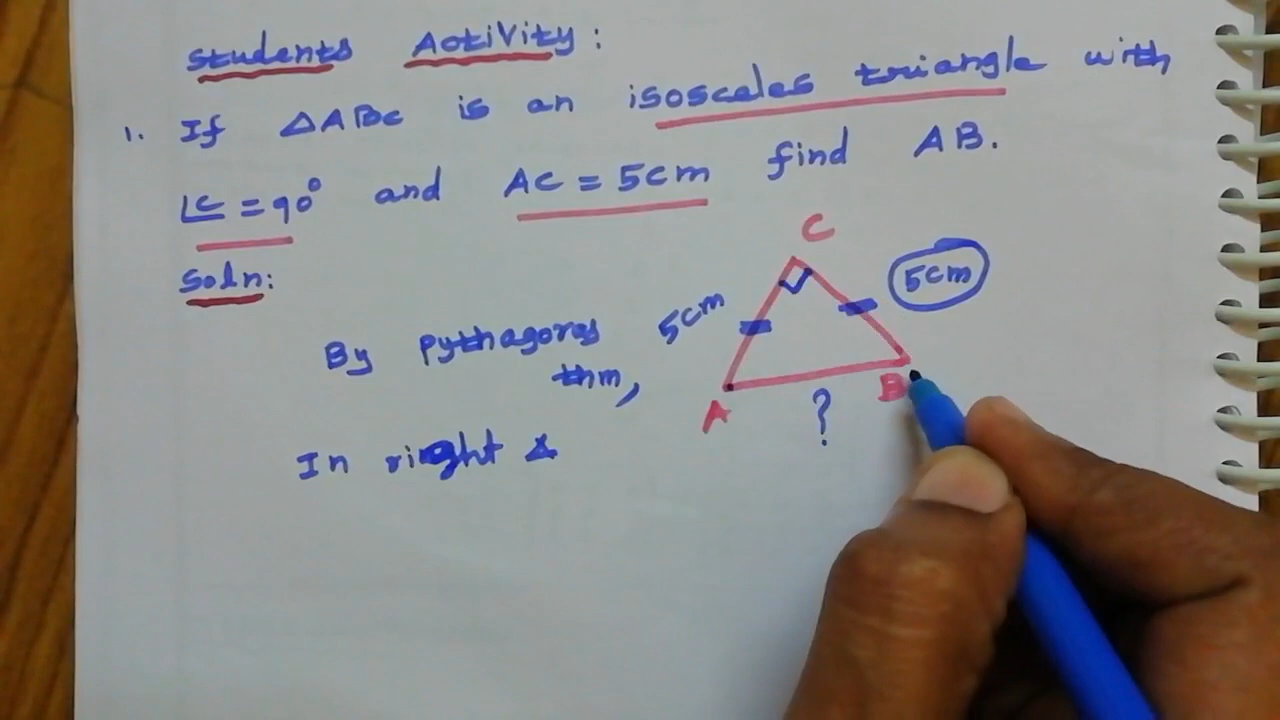 Students Activity:
1. If ΔABC is an isosceles triangle with
∠C = 90° and AC = 5cm find AB.
Soln:
By Pythagoras
thm,
In right Δ
C
5cm
5cm
A
B
?